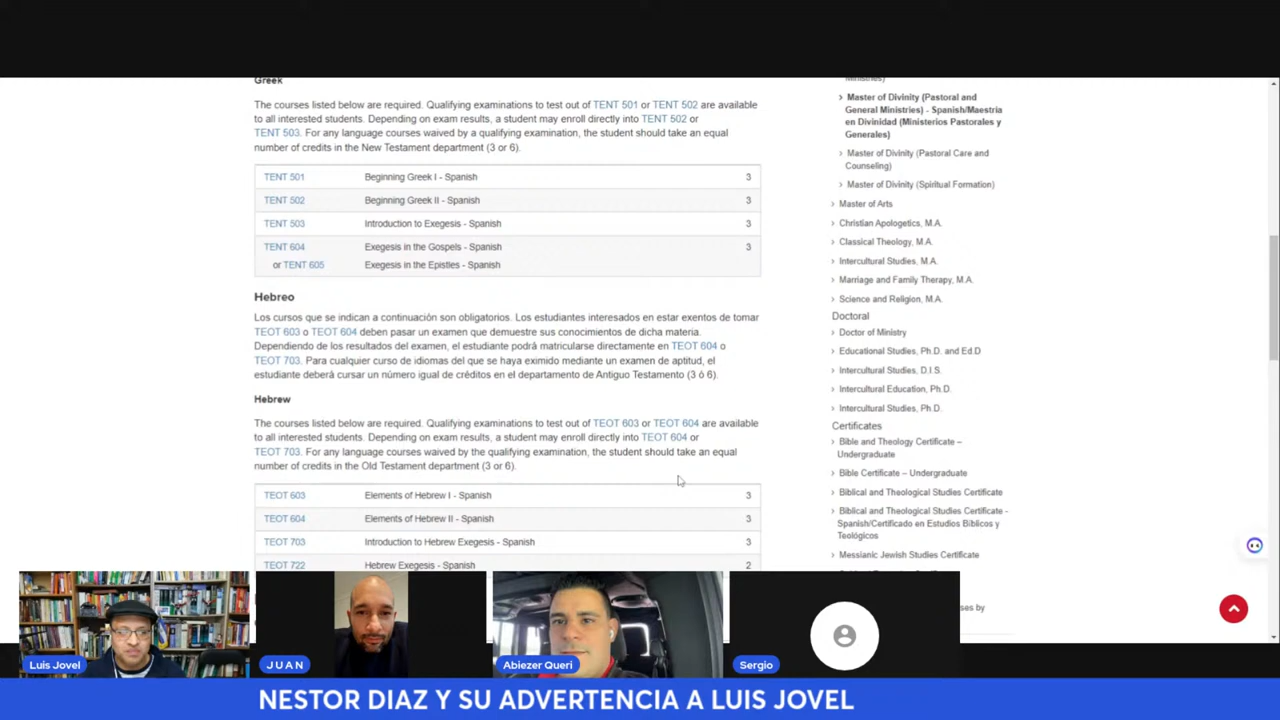 Greek
The courses listed below are required. Qualifying examinations to test out of TENT 501 or TENT 502 are available
to all interested students. Depending on exam results, a student may enroll directly into TENT 502 or
TENT 503. For any language courses waived by a qualifying examination, the student should take an equal
number of credits in the New Testament department (3 or 6).
TENT 501 Beginning Greek I - Spanish 3
TENT 502 Beginning Greek II - Spanish 3
TENT 503 Introduction to Exegesis - Spanish 3
TENT 604 Exegesis in the Gospels - Spanish 3
or TENT 605 Exegesis in the Epistles - Spanish
Hebreo
Los cursos que se indican a continuación son obligatorios. Los estudiantes interesados en estar exentos de tomar
TEOT 603 o TEOT 604 deben pasar un examen que demuestre sus conocimientos de dicha materia.
Dependiendo de los resultados del examen, el estudiante podrá matricularse directamente en TEOT 604 o
TEOT 703. Para cualquier curso de idiomas del que se haya eximido mediante un examen de aptitud, el
estudiante deberá cursar un número igual de créditos en el departamento de Antiguo Testamento (3 ó 6).
Hebrew
The courses listed below are required. Qualifying examinations to test out of TEOT 603 or TEOT 604 are available
to all interested students. Depending on exam results, a student may enroll directly into TEOT 604 or
TEOT 703. For any language courses waived by the qualifying examination, the student should take an equal
number of credits in the Old Testament department (3 or 6).
TEOT 603 Elements of Hebrew I - Spanish 3
TEOT 604 Elements of Hebrew II - Spanish 3
TEOT 703 Introduction to Hebrew Exegesis - Spanish 3
TEOT 722 Hebrew Exegesis - Spanish 2
Ministries)
Master of Divinity (Pastoral and
General Ministries) - Spanish/Maestria
en Divinidad (Ministerios Pastorales y
Generales)
Master of Divinity (Pastoral Care and
Counseling)
Master of Divinity (Spiritual Formation)
Master of Arts
Christian Apologetics, M.A.
Classical Theology, M.A.
Intercultural Studies, M.A.
Marriage and Family Therapy, M.A.
Science and Religion, M.A.
Doctoral
Doctor of Ministry
Educational Studies, Ph.D. and Ed.D
Intercultural Studies, D.I.S.
Intercultural Education, Ph.D.
Intercultural Studies, Ph.D.
Certificates
Bible and Theology Certificate –
Undergraduate
Bible Certificate – Undergraduate
Biblical and Theological Studies Certificate
Biblical and Theological Studies Certificate -
Spanish/Certificado en Estudios Bíblicos y
Teológicos
Messianic Jewish Studies Certificate
Luis Jovel
J U A N
Abiezer Queri
Sergio
NESTOR DIAZ Y SU ADVERTENCIA A LUIS JOVEL